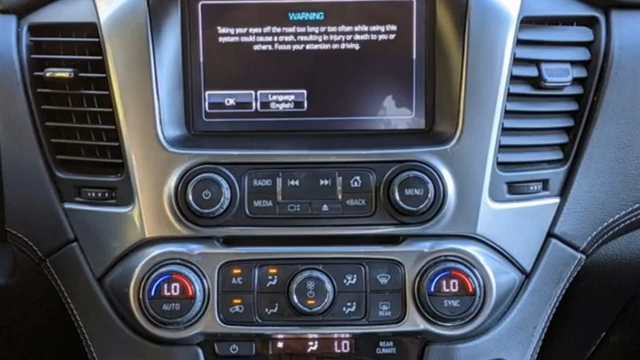 WARNING
Taking your eyes off the road too long or too often while using this
system could cause a crash, resulting in injury or death to you or
others. Focus your attention on driving.
OK
Language
(English)
RADIO
MEDIA
BACK
MENU
LO
AUTO
A/C
REAR
LO
SYNC
LO
REAR
CLIMATE